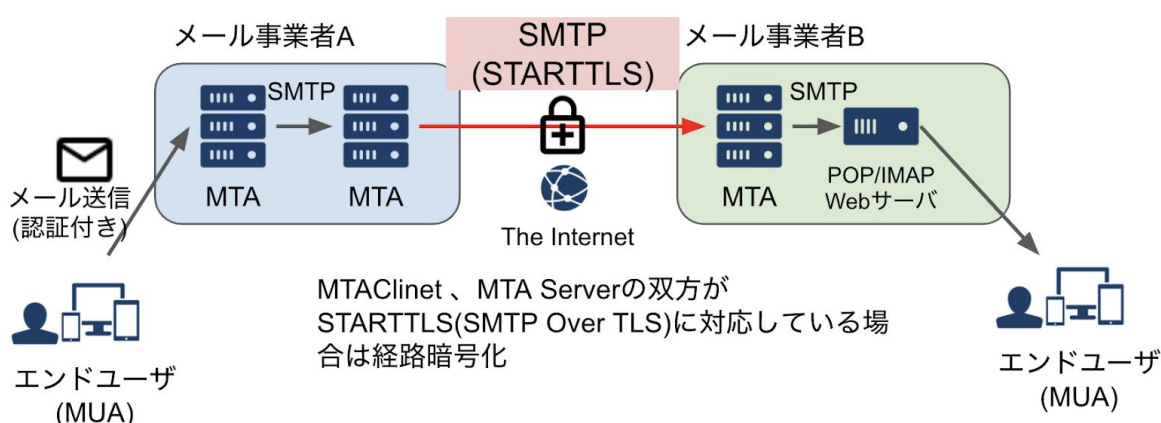 メール事業者A
SMTP
(STARTTLS)
メール事業者B
SMTP
SMTP
MTA
MTA
MTA
POP/IMAP
Webサーバ
メール送信
(認証付き)
The Internet
MTAClinet 、MTA Serverの双方が
STARTTLS(SMTP Over TLS)に対応している場
合は経路暗号化
エンドユーザ
(MUA)
エンドユーザ
(MUA)